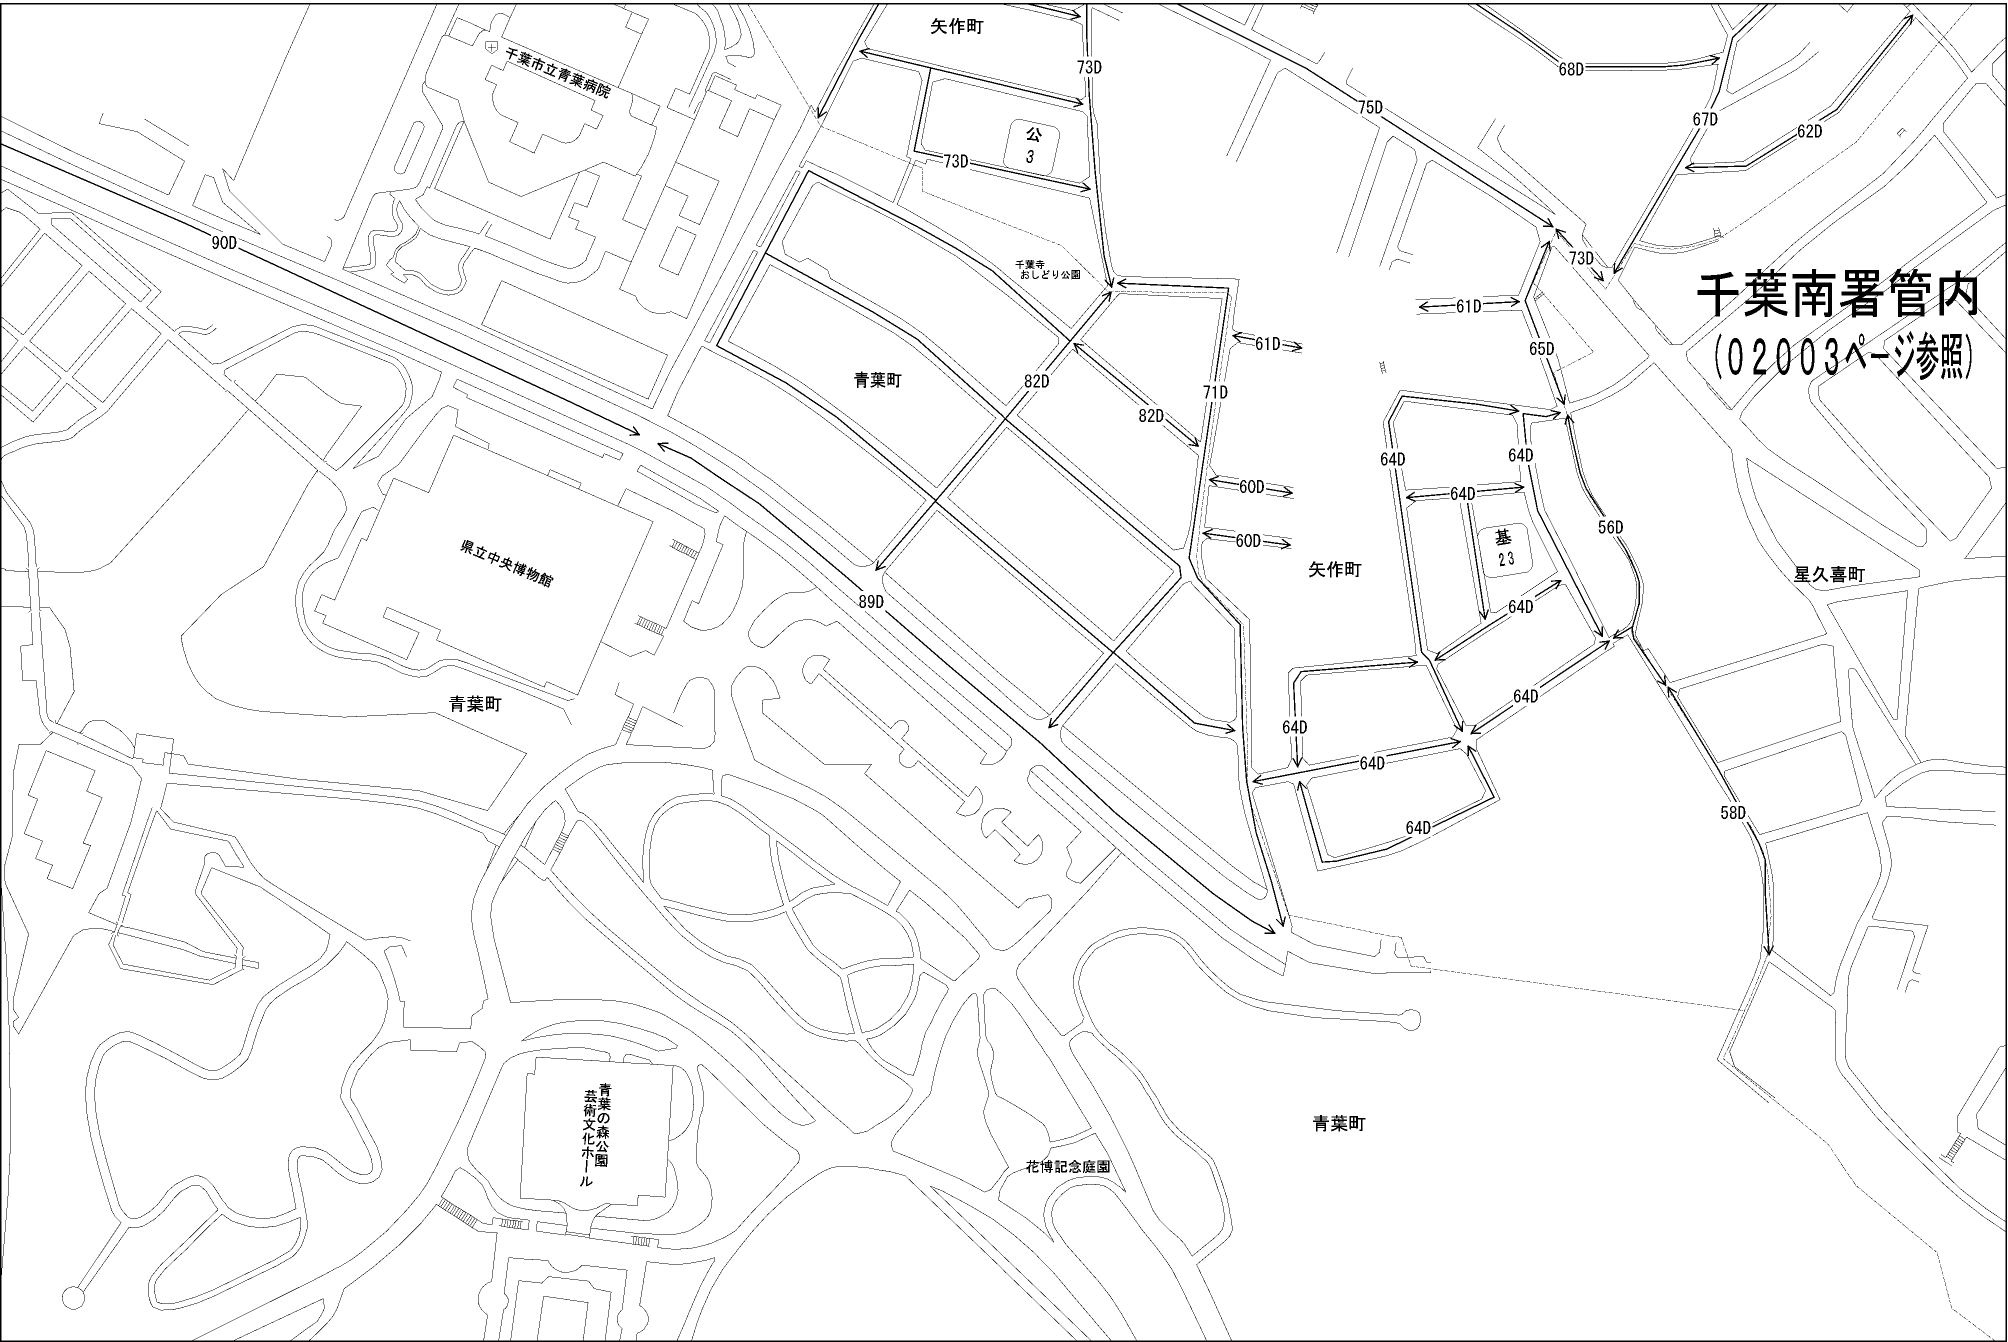 矢作町
千葉市立青葉病院
73D
68D
75D
67D
62D
公
3
73D
90D
73D
千葉寺
おしどり公園
千葉南署管内
(02003ページ参照)
61D
61D
65D
青葉町
82D
82D
71D
64D
64D
64D
60D
60D
56D
基
23
県立中央博物館
矢作町
星久喜町
89D
64D
青葉町
64D
64D
64D
58D
64D
青葉の森公園
芸術文化ホール
花博記念庭園
青葉町